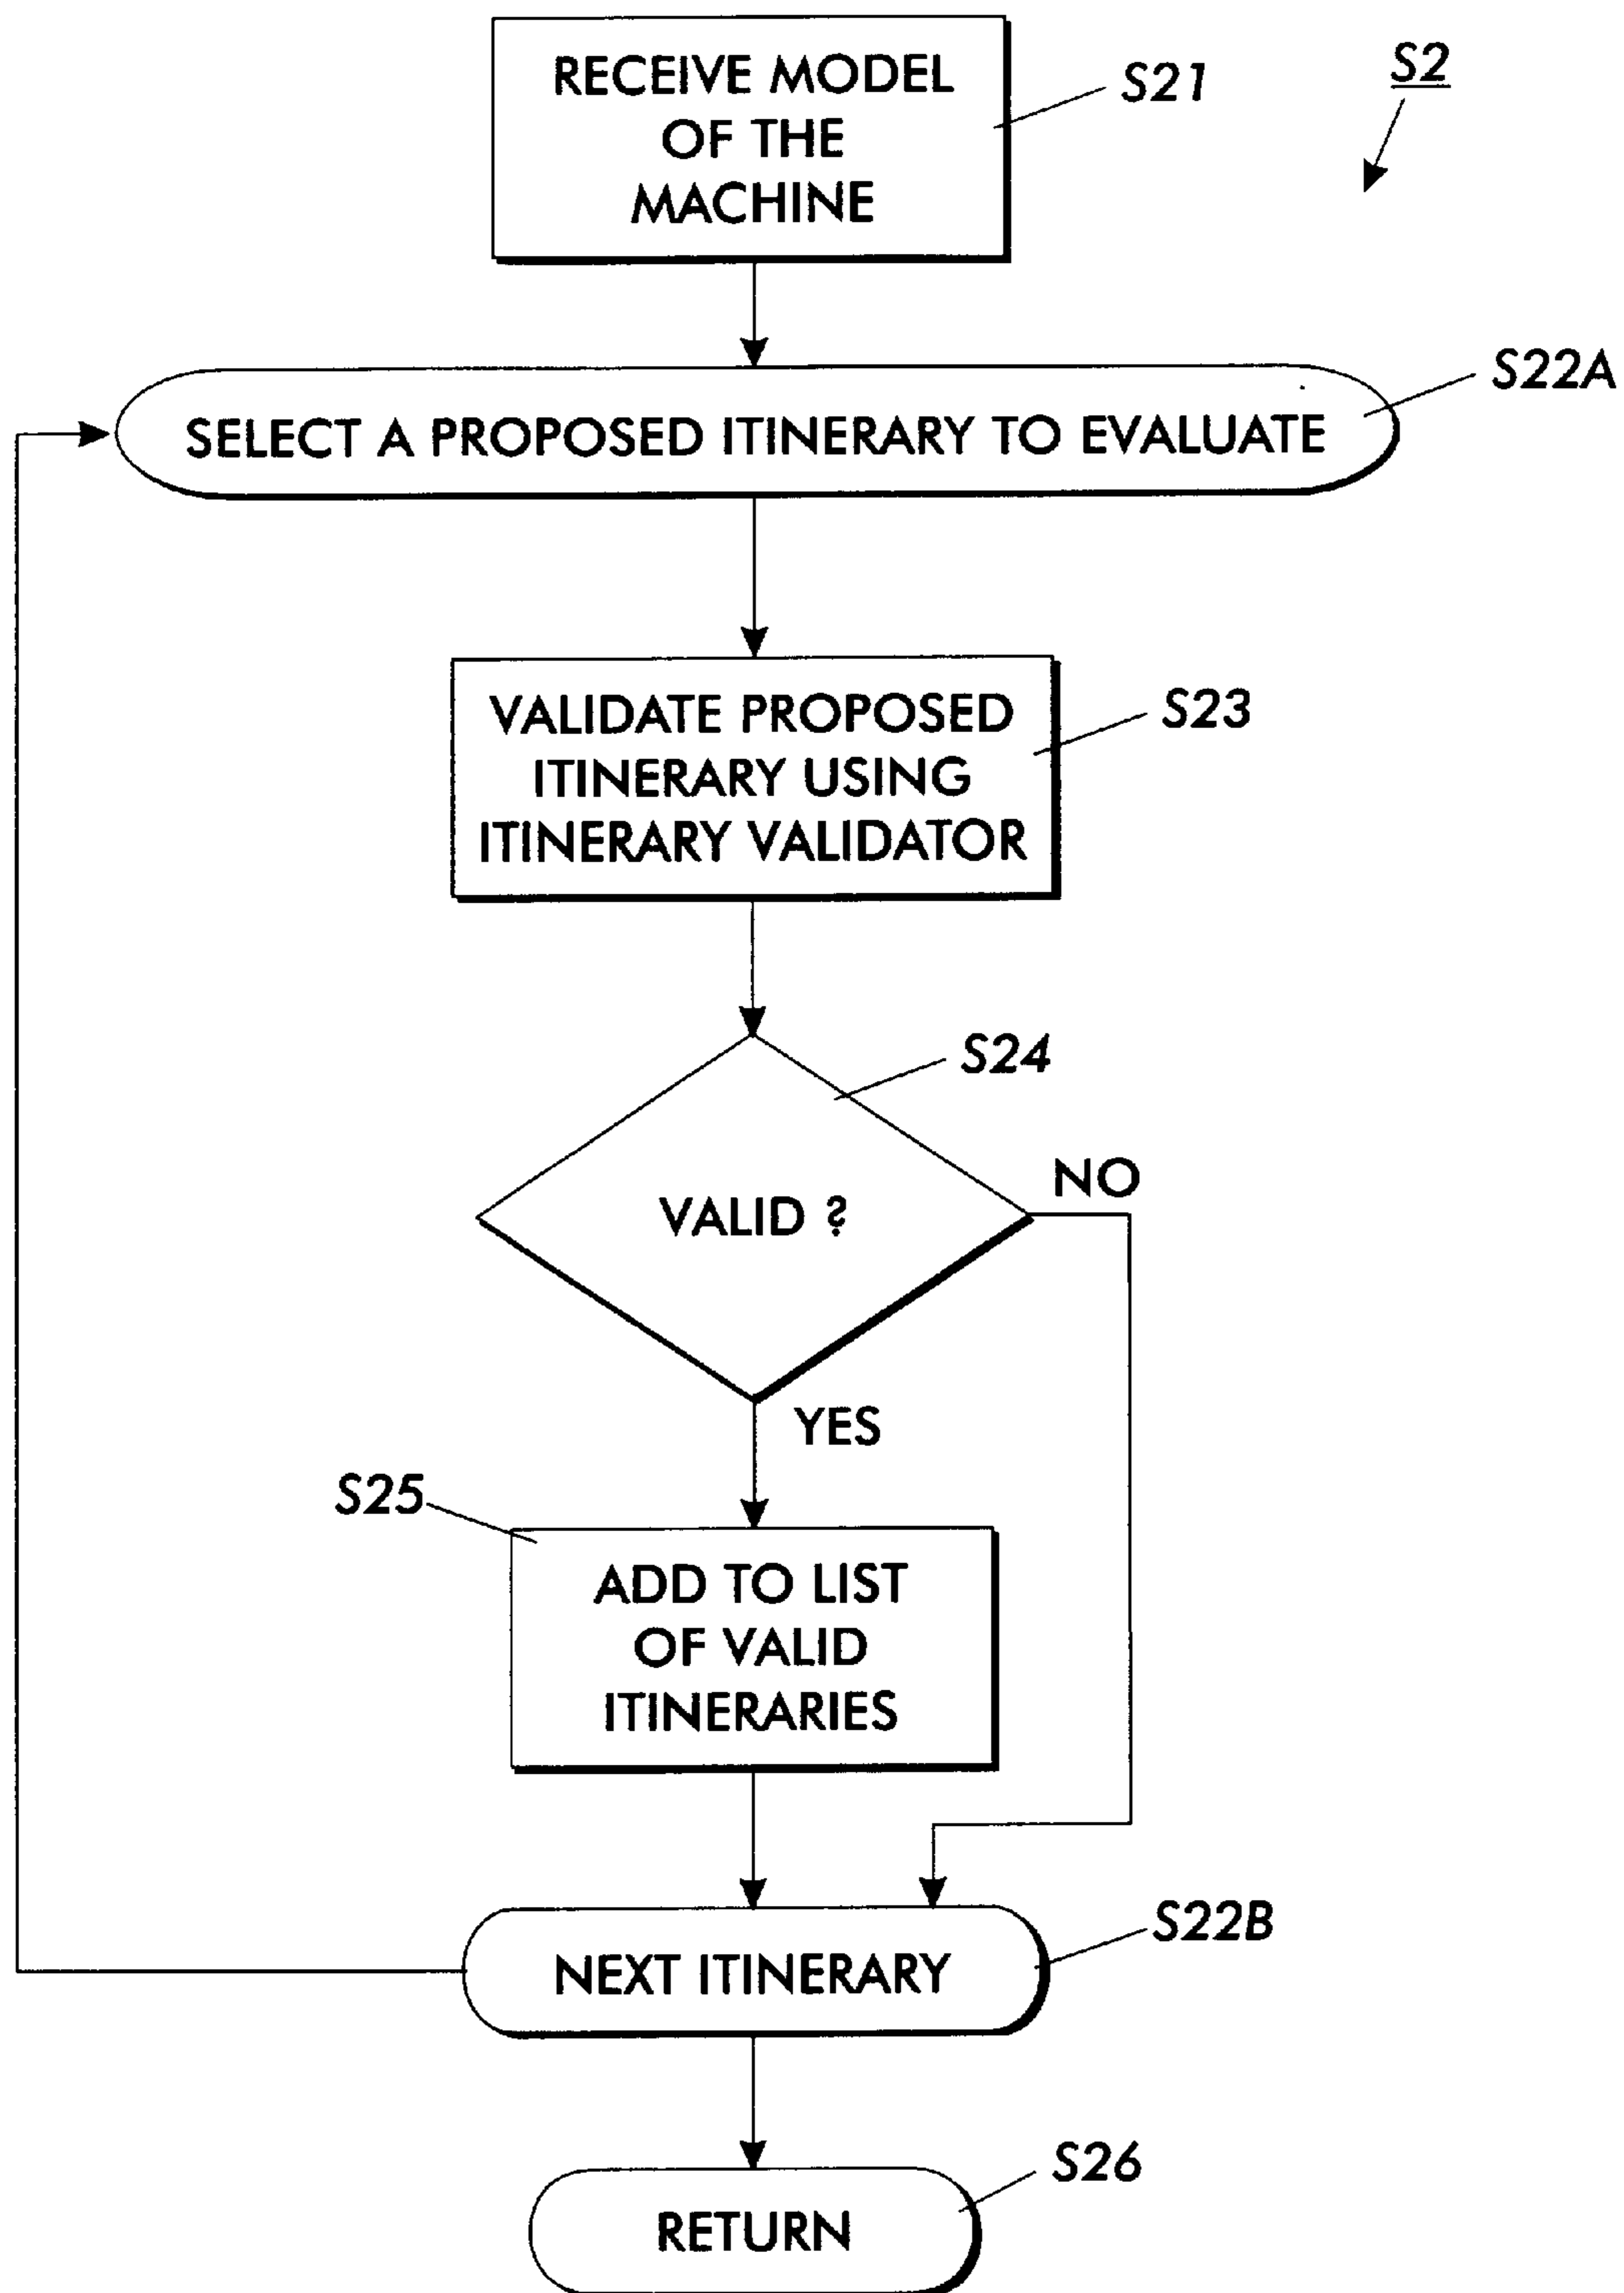 RECEIVE MODEL
OF THE
MACHINE
S21
S2
SELECT A PROPOSED ITINERARY TO EVALUATE
S22A
VALIDATE PROPOSED
ITINERARY USING
ITINERARY VALIDATOR
S23
S24
VALID ?
NO
YES
S25
ADD TO LIST
OF VALID
ITINERARIES
NEXT ITINERARY
S22B
RETURN
S26